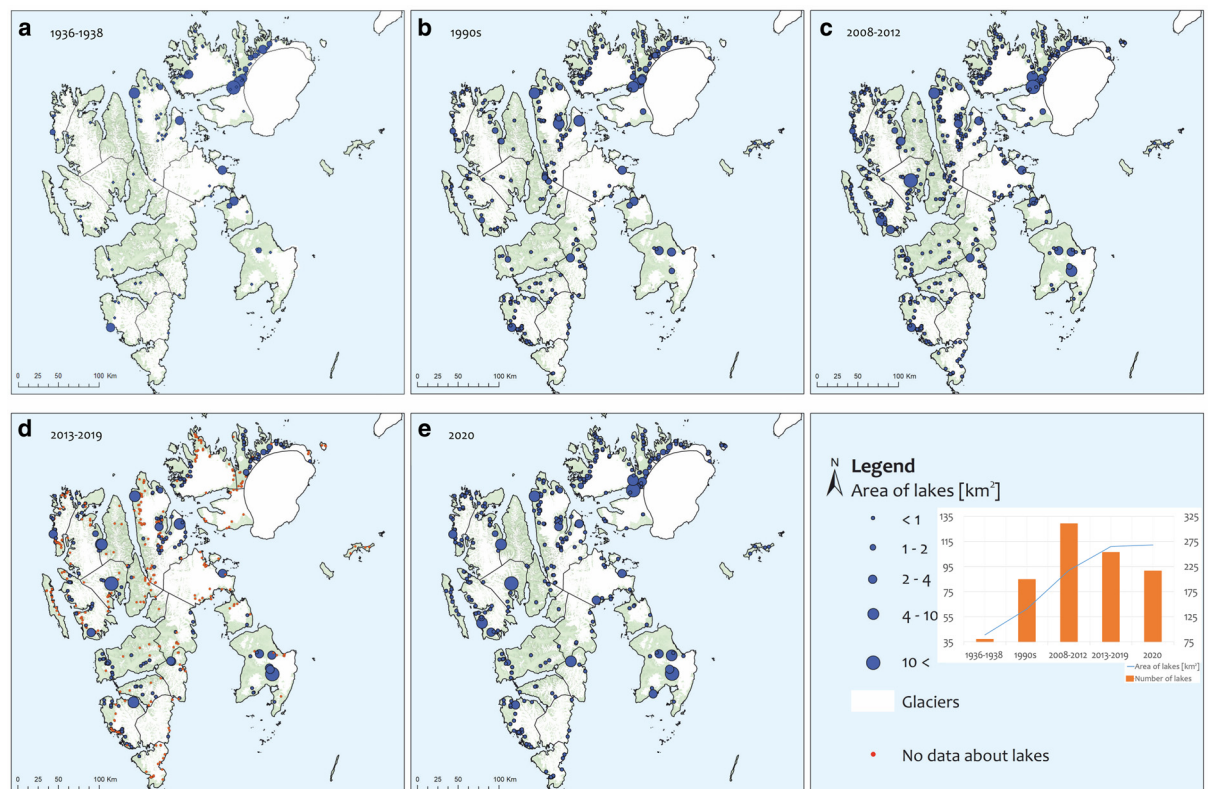 a 1936-1938
0 25 50 100 Km
b 1990s
0 25 50 100 Km
c 2008-2012
0 25 50 100 Km
d 2013-2019
0 25 50 100 Km
e 2020
0 25 50 100 Km
N
Legend
Area of lakes [km²]
< 1
1 - 2
2 - 4
4 - 10
10 <
Glaciers
No data about lakes
135 325
115 275
95 225
75 175
55 125
35 75
1936-1938 1990s 2008-2012 2013-2019 2020
Area of lakes [km²]
Number of lakes